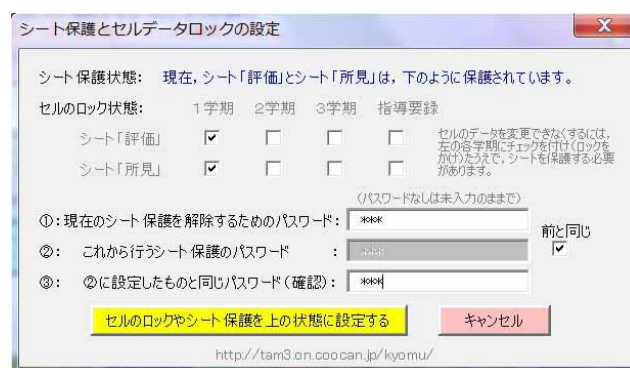 シート保護とセルデータロックの設定
シート保護状態: 現在,シート「評価」とシート「所見」は,下のように保護されています。
セルのロック状態: 1学期 2学期 3学期 指導要録
シート「評価」
シート「所見」
セルのデータを変更できなくするには,
左の各学期にチェックを付け(ロックを
かけ)たうえで,シートを保護する必要
があります。
(パスワードなしは未入力のままで)
①:現在のシート保護を解除するためのパスワード: ***
②: これから行うシート保護のパスワード : ***
前と同じ
③: ②に設定したものと同じパスワード(確認): ***
セルのロックやシート保護を上の状態に設定する
キャンセル
http://tam3.on.coocan.jp/kyomu/